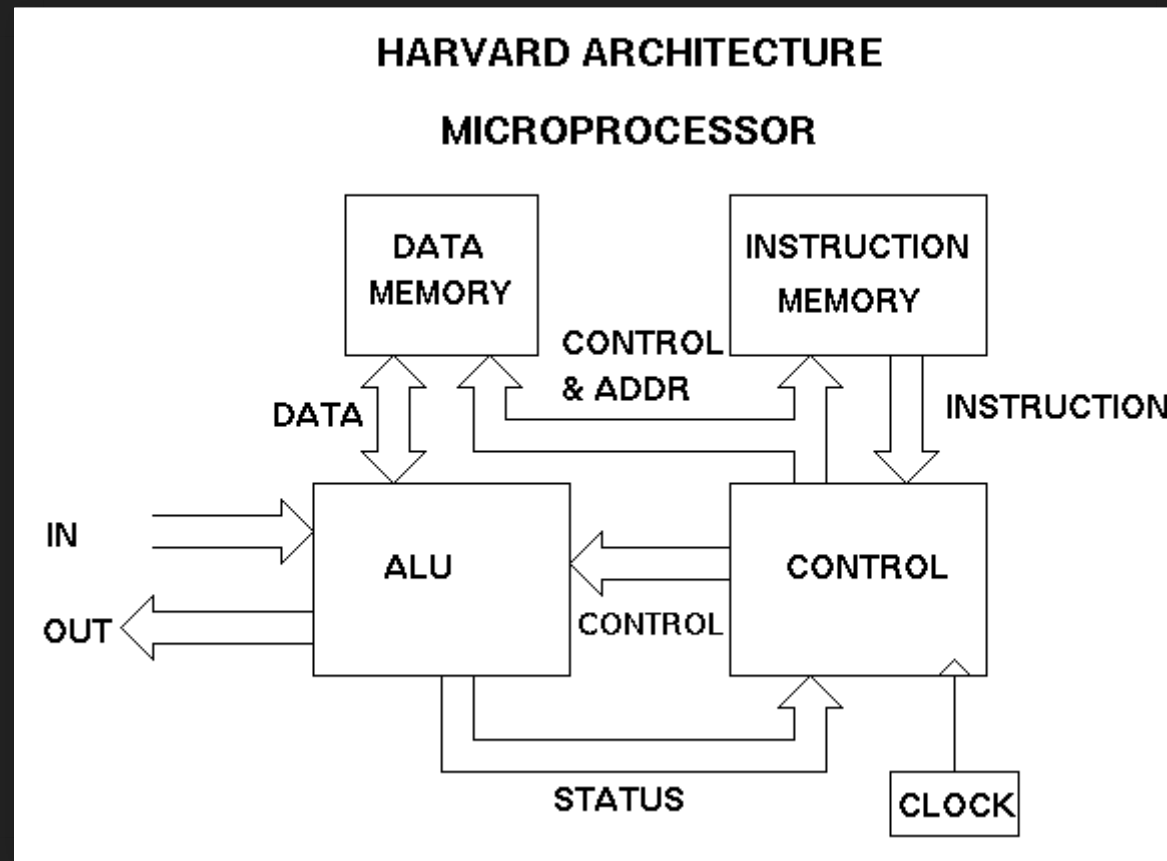 HARVARD ARCHITECTURE
MICROPROCESSOR
DATA
MEMORY
INSTRUCTION
MEMORY
CONTROL
& ADDR
DATA
INSTRUCTION
IN
ALU
CONTROL
OUT
CONTROL
STATUS
CLOCK